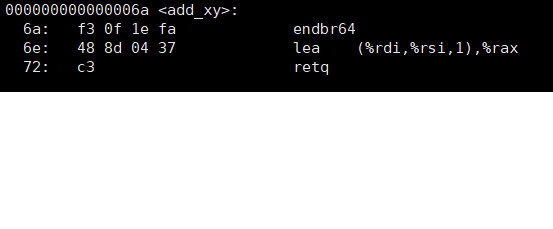 000000000000006a <add_xy>:
  6a:   f3 0f 1e fa             endbr64
  6e:   48 8d 04 37             lea    (%rdi,%rsi,1),%rax
  72:   c3                      retq